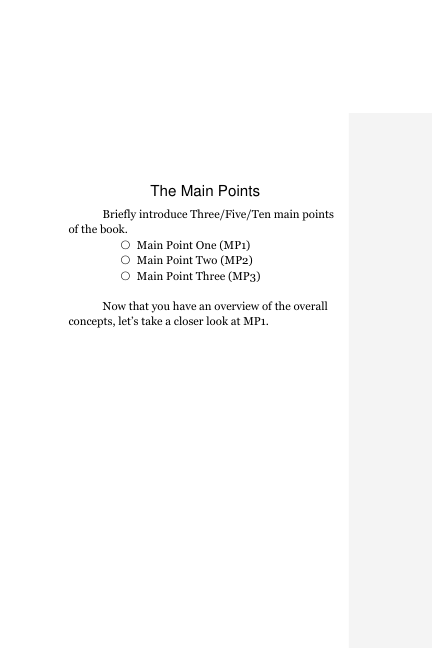 The Main Points
Briefly introduce Three/Five/Ten main points
of the book.
○ Main Point One (MP1)
○ Main Point Two (MP2)
○ Main Point Three (MP3)
Now that you have an overview of the overall
concepts, let's take a closer look at MP1.